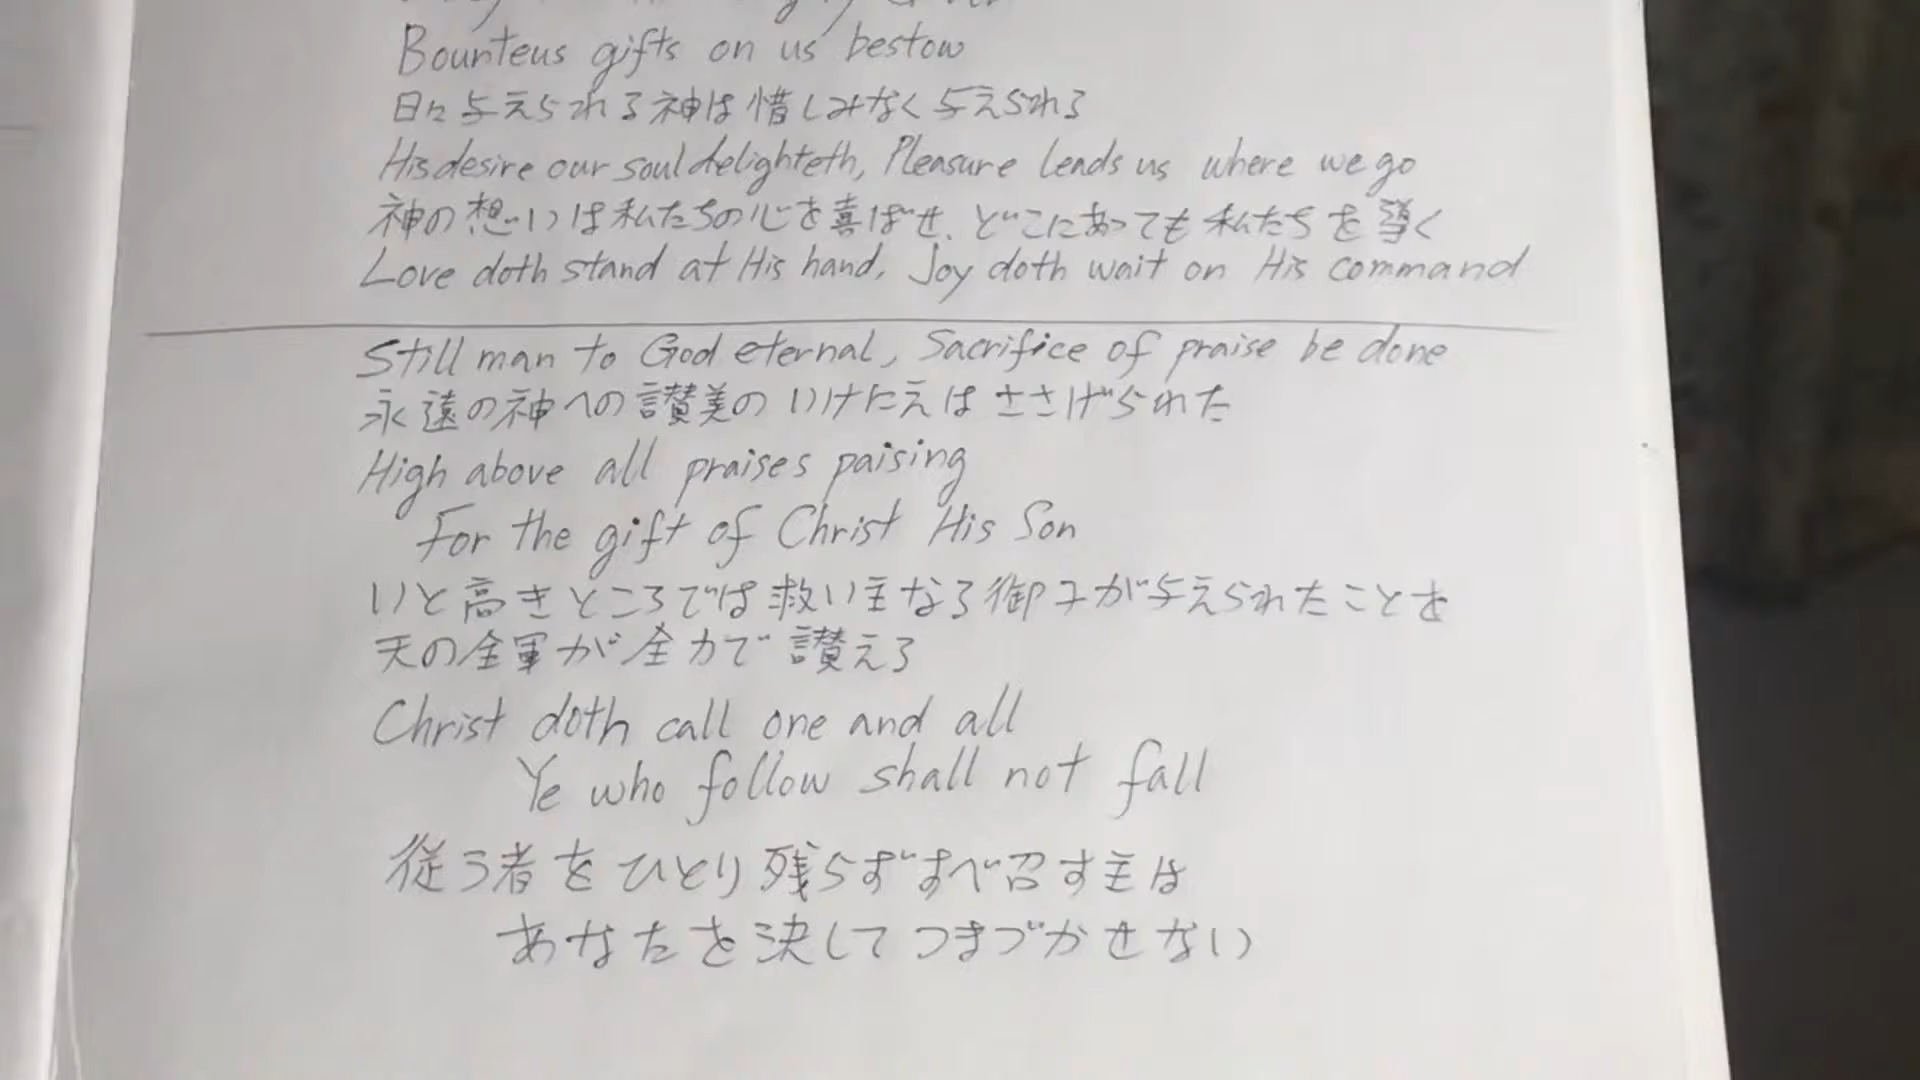 Bounteus gifts on us bestow
日々与えられる神は惜しみなく与えられる
His desire our soul delighteth, Pleasure leads us where we go
神の想いは私たちの心を喜ばせ、どこにあっても私たちを導く
Love doth stand at His hand, Joy doth wait on His command
Still man to God eternal, Sacrifice of praise be done
永遠の神への讃美のいけにえはささげられた
High above all praises paising
For the gift of Christ His Son
いと高きところでは救い主なる御子が与えられたことを
天の全軍が全力で讃えろ
Christ doth call one and all
Ye who follow shall not fall
従う者をひとり残らずすべ召す主は
あなたを決してつまづかせない